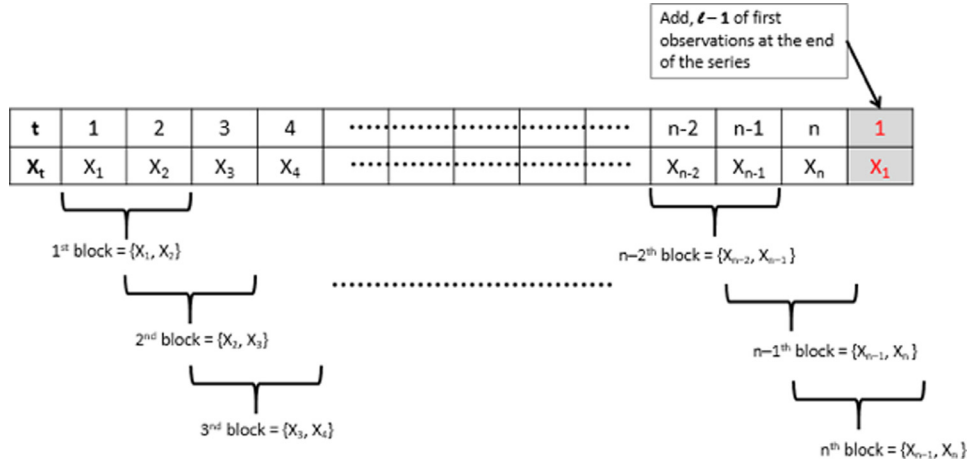 Add, ℓ – 1 of first
observations at the end
of the series
t 1 2 3 4 ........................................ n-2 n-1 n 1
Xt X1 X2 X3 X4 ........................................ Xn-2 Xn-1 Xn X1
1st block = {X1, X2}
n–2th block = {Xn–2, Xn–1}
........................................
2nd block = {X2, X3}
n–1th block = {Xn–1, Xn}
3nd block = {X3, X4}
nth block = {Xn–1, Xn}